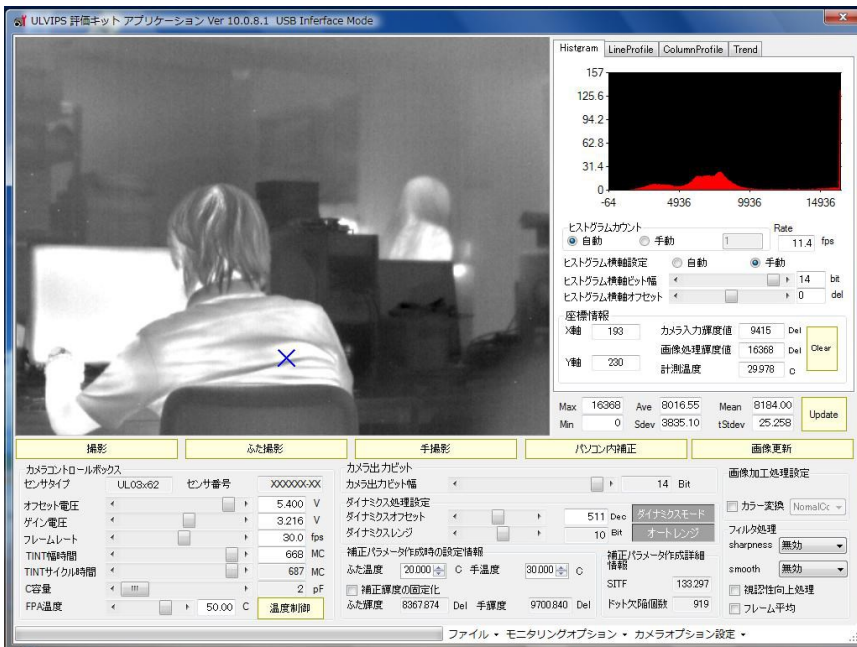 ULVIPS 評価キット アプリケーション Ver 10.0.8.1 USB Inferface Mode
Histgram LineProfile ColumnProfile Trend
157
125.6
94.2
62.8
31.4
0
-64 4936 9936 14936
ヒストグラムカウント
自動 手動 1
Rate
11.4 fps
ヒストグラム横軸設定 自動 手動
ヒストグラム横軸ビット幅 14 bit
ヒストグラム横軸オフセット 0 del
座標情報
X軸 193 カメラ入力輝度値 9415 Del
画像処理輝度値 16368 Del Clear
Y軸 230 計測温度 29.978 C
Max 16368 Ave 8016.55 Mean 8184.00 Update
Min 0 Sdev 3835.10 tStdev 25.258
撮影 ふた撮影 手撮影 パソコン内補正 画像更新
カメラコントロールボックス
センサタイプ UL03x62 センサ番号 XXXXXX-XX
オフセット電圧 5.400 V
ゲイン電圧 3.216 V
フレームレート 30.0 fps
TINT幅時間 668 MC
TINTサイクル時間 687 MC
C容量 2 pF
FPA温度 50.00 C 温度制御
カメラ出力ビット
カメラ出力ビット幅 14 Bit
ダイナミクス処理設定
ダイナミクスオフセット 511 Dec ダイナミクスモード
ダイナミクスレンジ 10 Bit オートレンジ
補正パラメータ作成時の設定情報
ふた温度 20.000 C 手温度 30.000 C
補正輝度の固定化
ふた輝度 8367.874 Del 手輝度 9700.840 Del
補正パラメータ作成詳細
情報
SITF 133.297
ドット欠陥個数 919
画像加工処理設定
カラー変換 NomalCc
フィルタ処理
sharpness 無効
smooth 無効
視認性向上処理
フレーム平均
ファイル モニタリングオプション カメラオプション設定